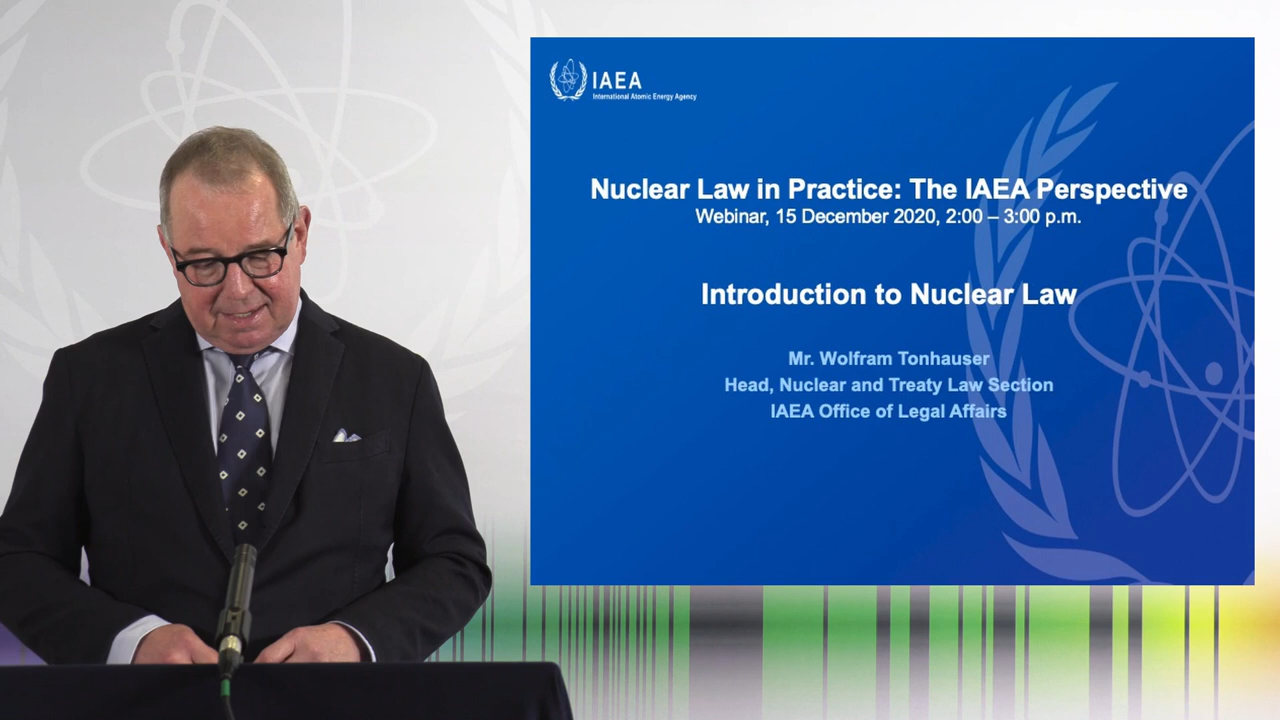 IAEA
International Atomic Energy Agency
Nuclear Law in Practice: The IAEA Perspective
Webinar, 15 December 2020, 2:00 – 3:00 p.m.
Introduction to Nuclear Law
Mr. Wolfram Tonhauser
Head, Nuclear and Treaty Law Section
IAEA Office of Legal Affairs